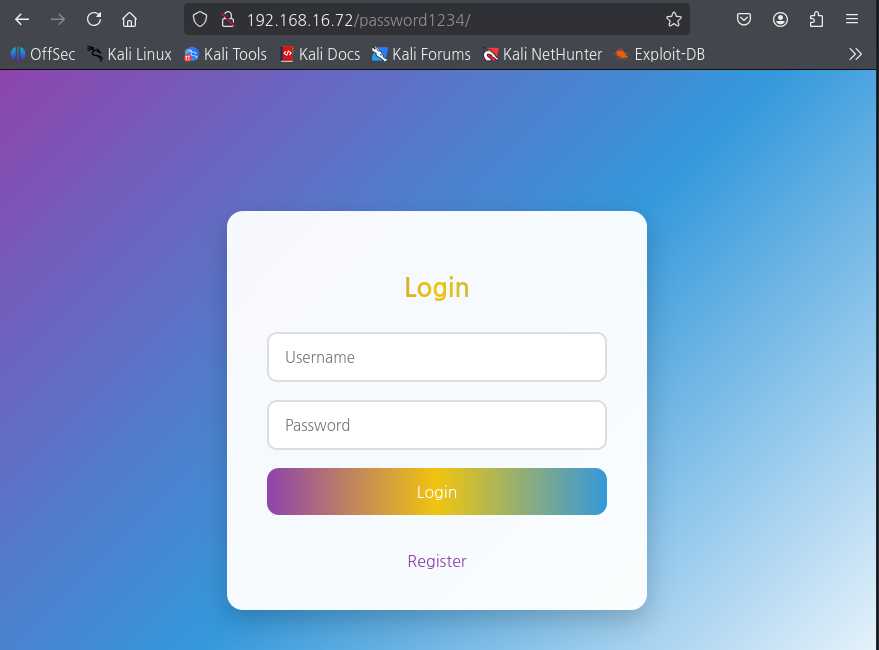 192.168.16.72/password1234/
OffSec Kali Linux Kali Tools Kali Docs Kali Forums Kali NetHunter Exploit-DB
Login
Username
Password
Login
Register